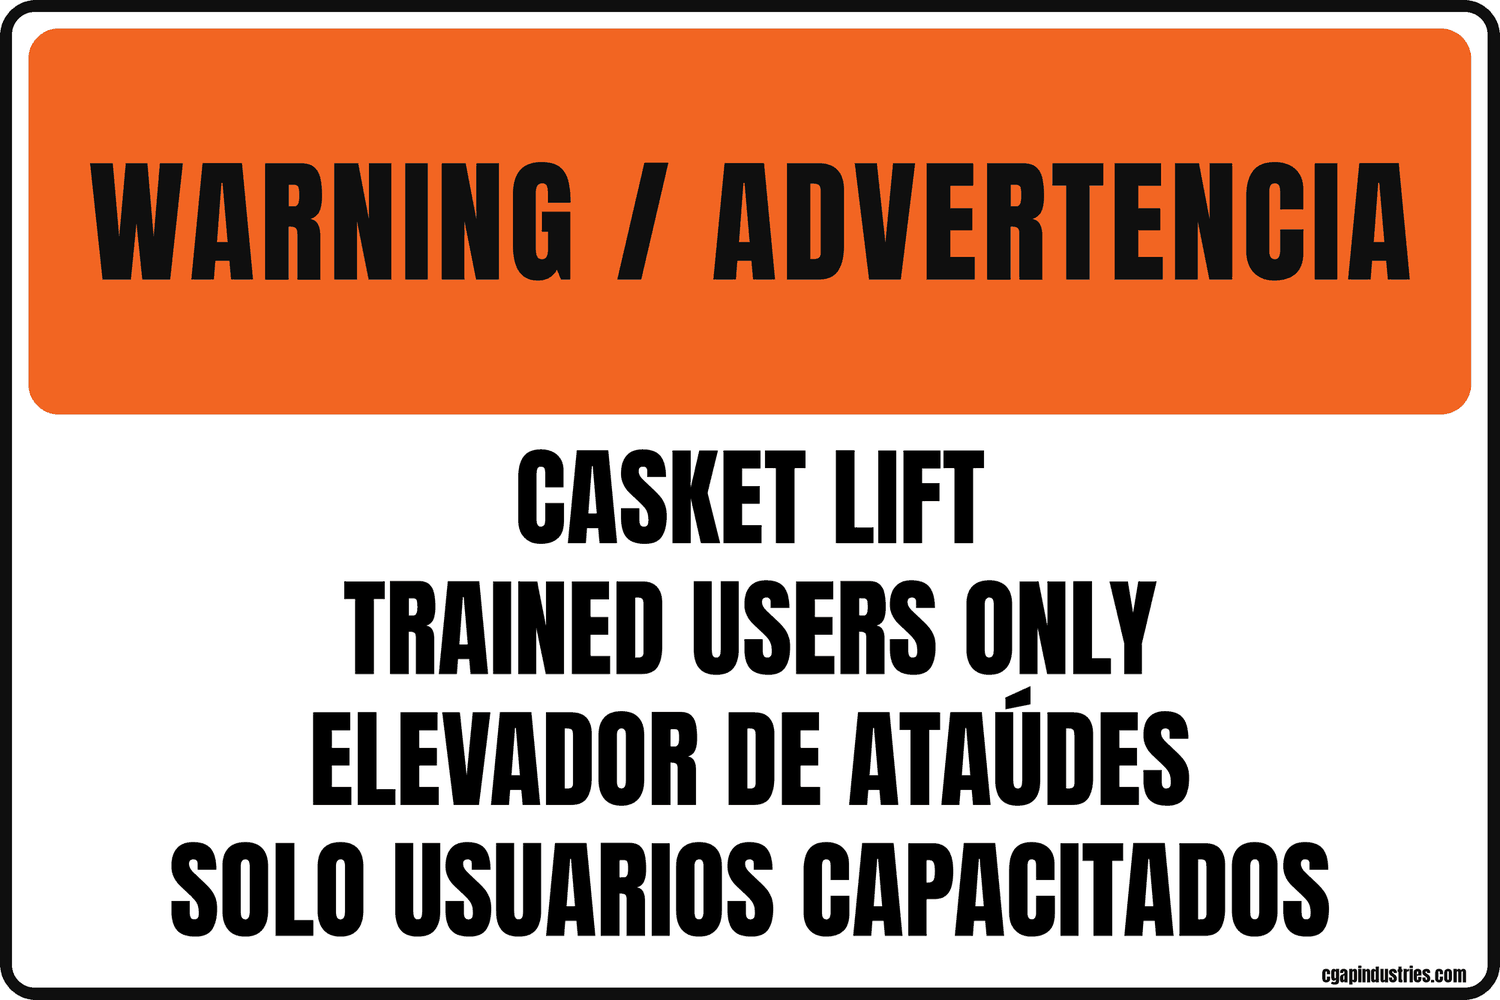 WARNING / ADVERTENCIA
CASKET LIFT
TRAINED USERS ONLY
ELEVADOR DE ATAÚDES
SOLO USUARIOS CAPACITADOS
cgapindustries.com